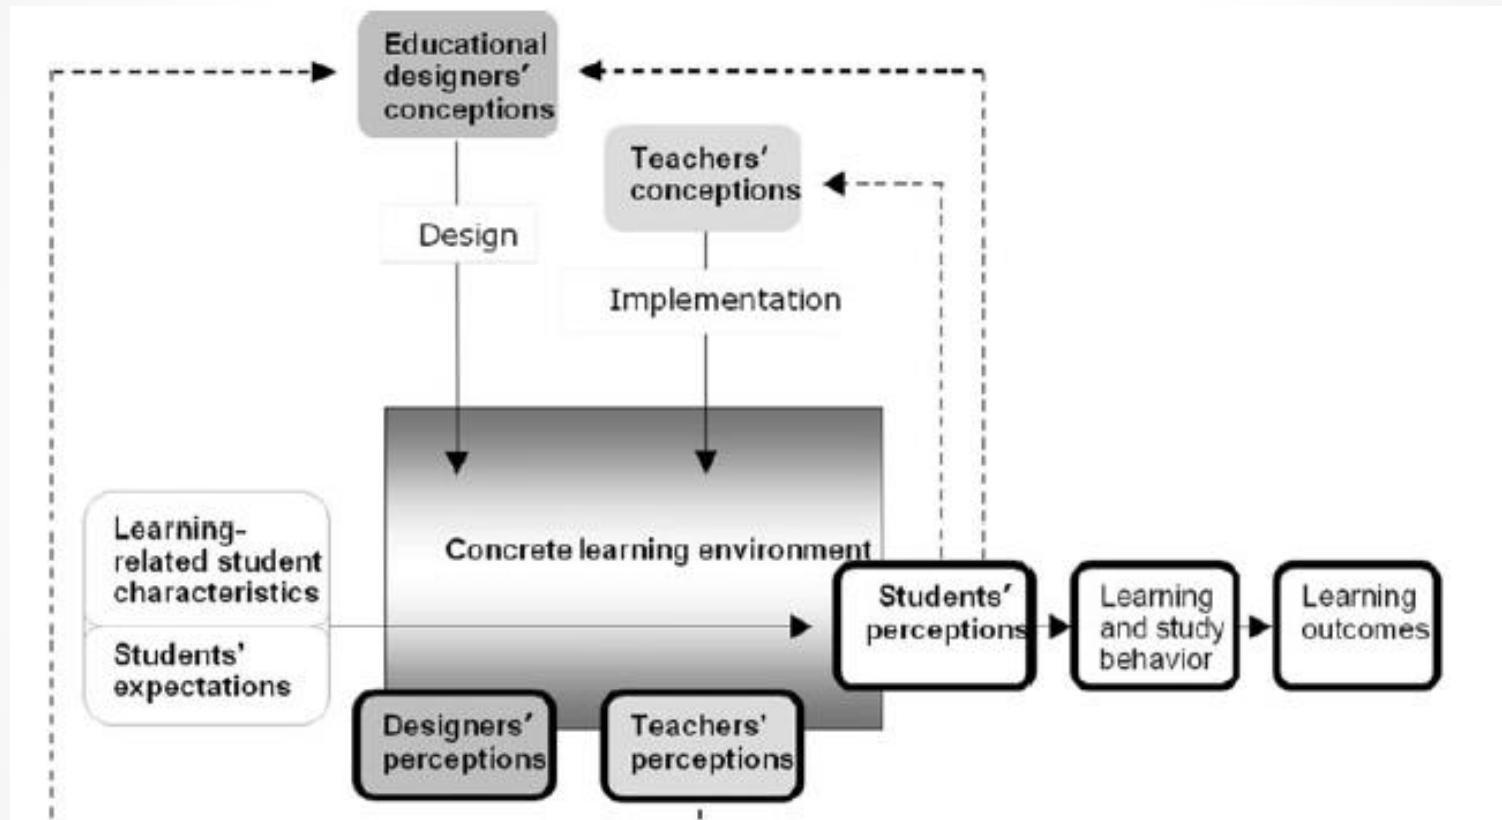 Educational
designers’
conceptions
Teachers’
conceptions
Design
Implementation
Concrete learning environment
Learning-
related student
characteristics
Students’
expectations
Students’
perceptions
Learning
and study
behavior
Learning
outcomes
Designers’
perceptions
Teachers’
perceptions